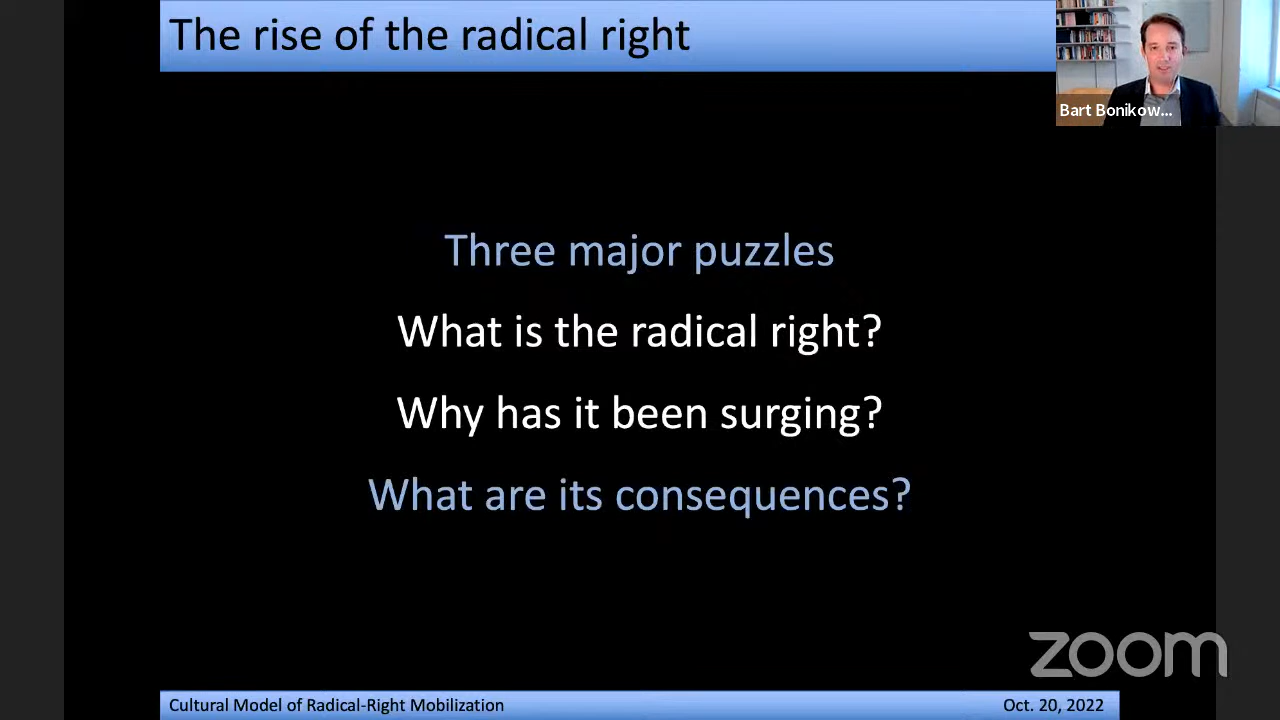 The rise of the radical right
Bart Bonikow...
Three major puzzles
What is the radical right?
Why has it been surging?
What are its consequences?
zoom
Cultural Model of Radical-Right Mobilization
Oct. 20, 2022